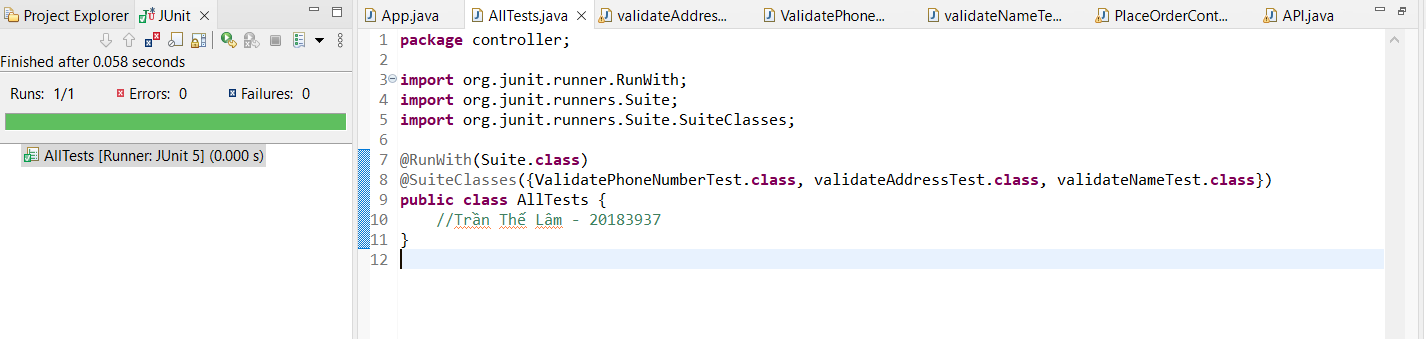 Project Explorer JUnit
Finished after 0.058 seconds
Runs: 1/1 Errors: 0 Failures: 0
AllTests [Runner: JUnit 5] (0.000 s)
App.java AllTests.java validateAddres... ValidatePhone... validateNameTe... PlaceOrderCont... API.java
1 package controller;
2
3 import org.junit.runner.RunWith;
4 import org.junit.runners.Suite;
5 import org.junit.runners.Suite.SuiteClasses;
6
7 @RunWith(Suite.class)
8 @SuiteClasses({ValidatePhoneNumberTest.class, validateAddressTest.class, validateNameTest.class})
9 public class AllTests {
10 //Trần Thế Lâm - 20183937
11 }
12